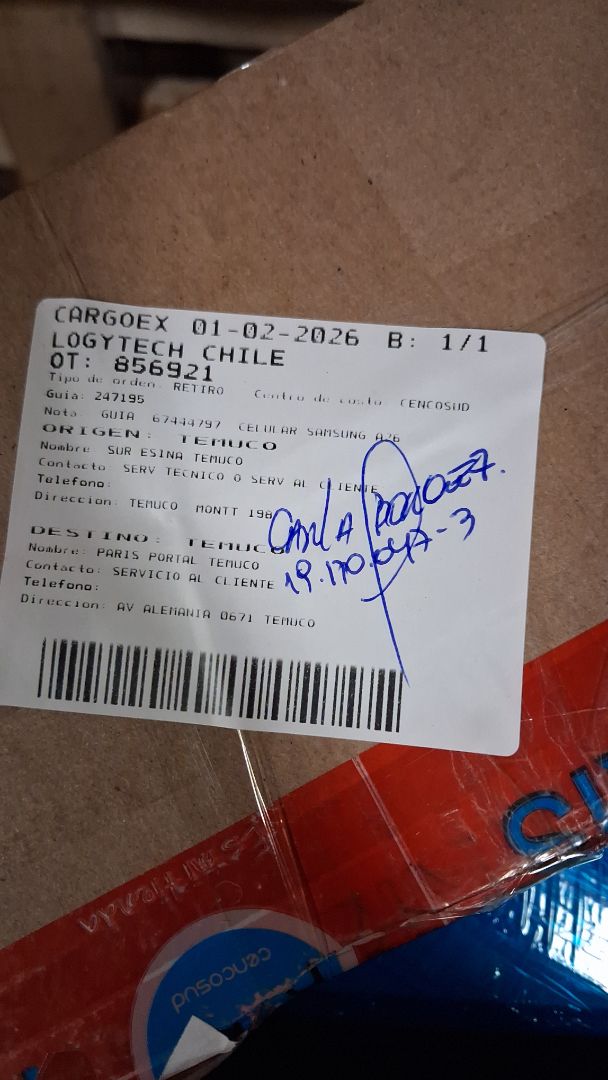 CARGOEX 01-02-2026 B: 1/1
LOGYTECH CHILE
OT: 856921
Tipo de orden: RETIRO Centro de costo: CENCOSUD
Guia: 247195
Nota: GUIA 67444797 CELULAR SAMSUNG A26
ORIGEN: TEMUCO
Nombre: SUR ESINA TEMUCO
Contacto: SERV TECNICO O SERV AL CLIENTE
Telefono:
Direccion: TEMUCO MONTT 198
CARLA
19.170.047-3
DESTINO: TEMUCO
Nombre: PARIS PORTAL TEMUCO
Contacto: SERVICIO AL CLIENTE
Telefono:
Direccion: AV ALEMANIA 0671 TEMUCO
cencosud